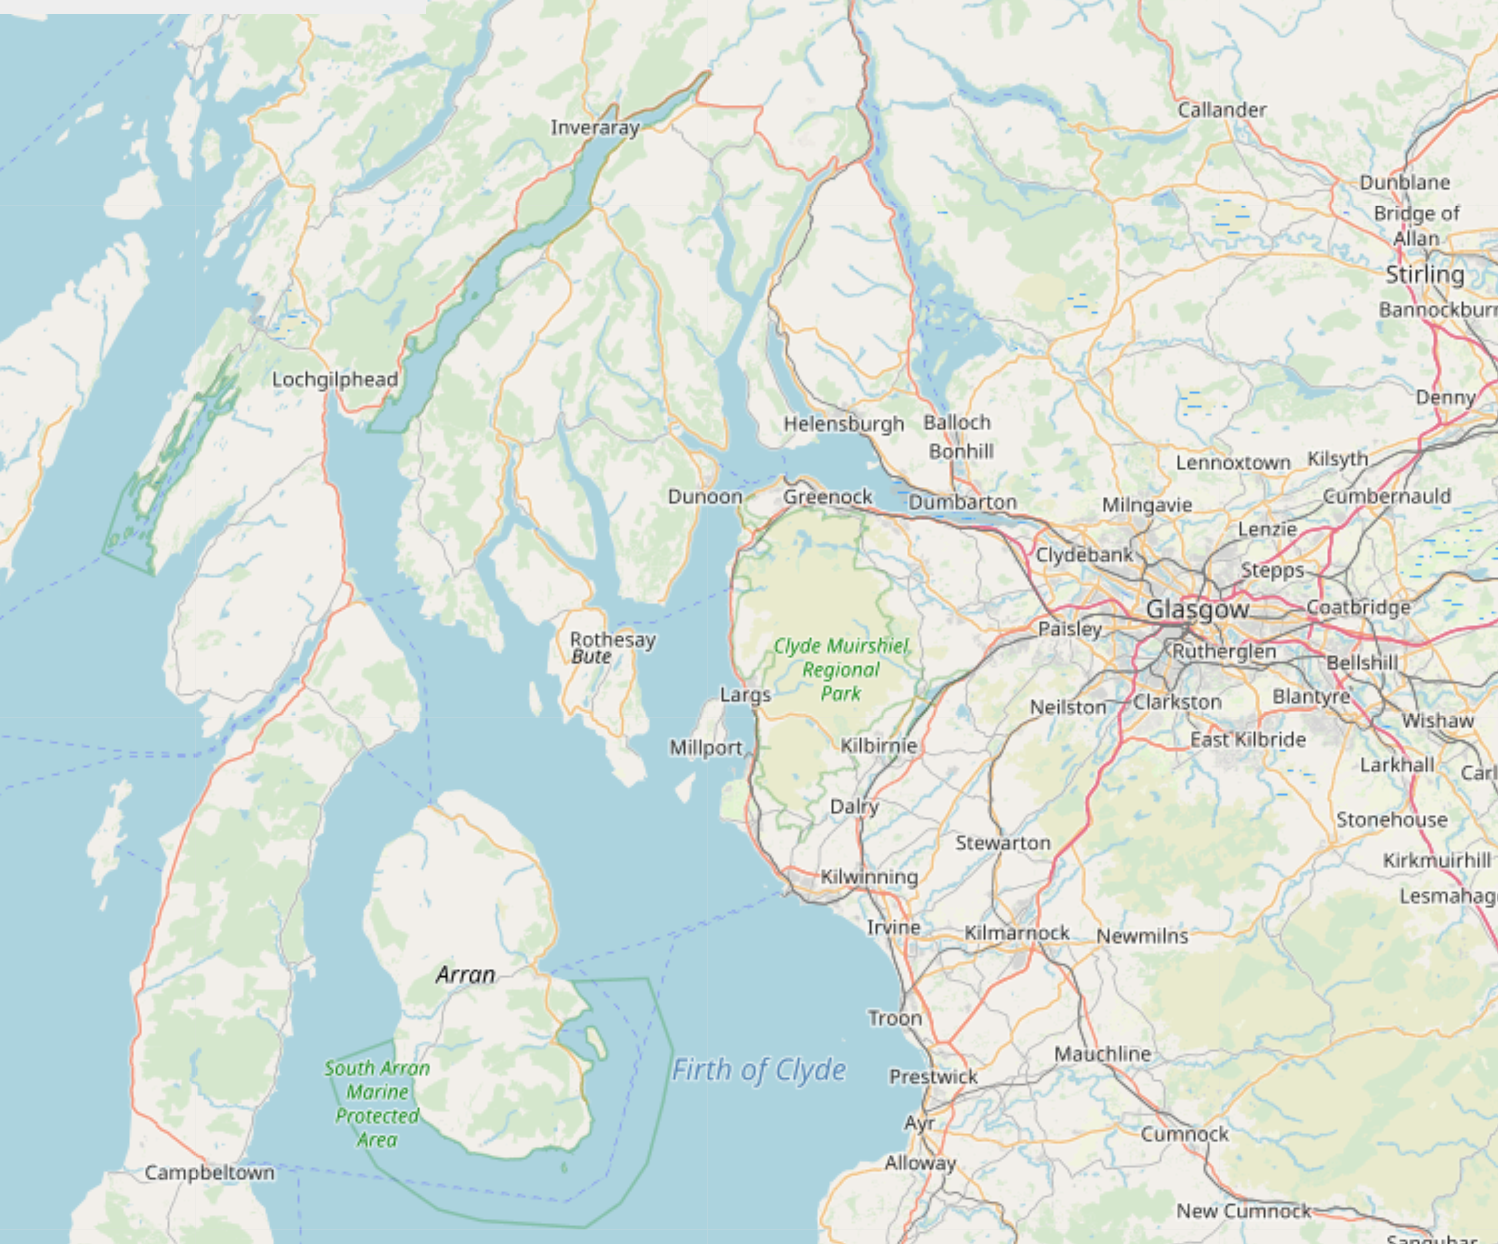 Callander
Inveraray
Dunblane
Bridge of
Allan
Stirling
Bannockburn
Lochgilphead
Denny
Helensburgh
Balloch
Bonhill
Lennoxtown
Kilsyth
Dunoon
Greenock
Dumbarton
Milngavie
Cumbernauld
Lenzie
Clydebank
Stepps
Glasgow
Coatbridge
Paisley
Rothesay
Bute
Clyde Muirshiel
Regional
Park
Rutherglen
Bellshill
Largs
Neilston
Clarkston
Blantyre
Wishaw
Millport
Kilbirnie
East Kilbride
Larkhall
Carl
Dalry
Stonehouse
Stewarton
Kirkmuirhill
Kilwinning
Lesmahag
Irvine
Kilmarnock
Newmilns
Arran
Troon
South Arran
Marine
Protected
Area
Firth of Clyde
Mauchline
Prestwick
Ayr
Cumnock
Alloway
Campbeltown
New Cumnock
Sanquhar